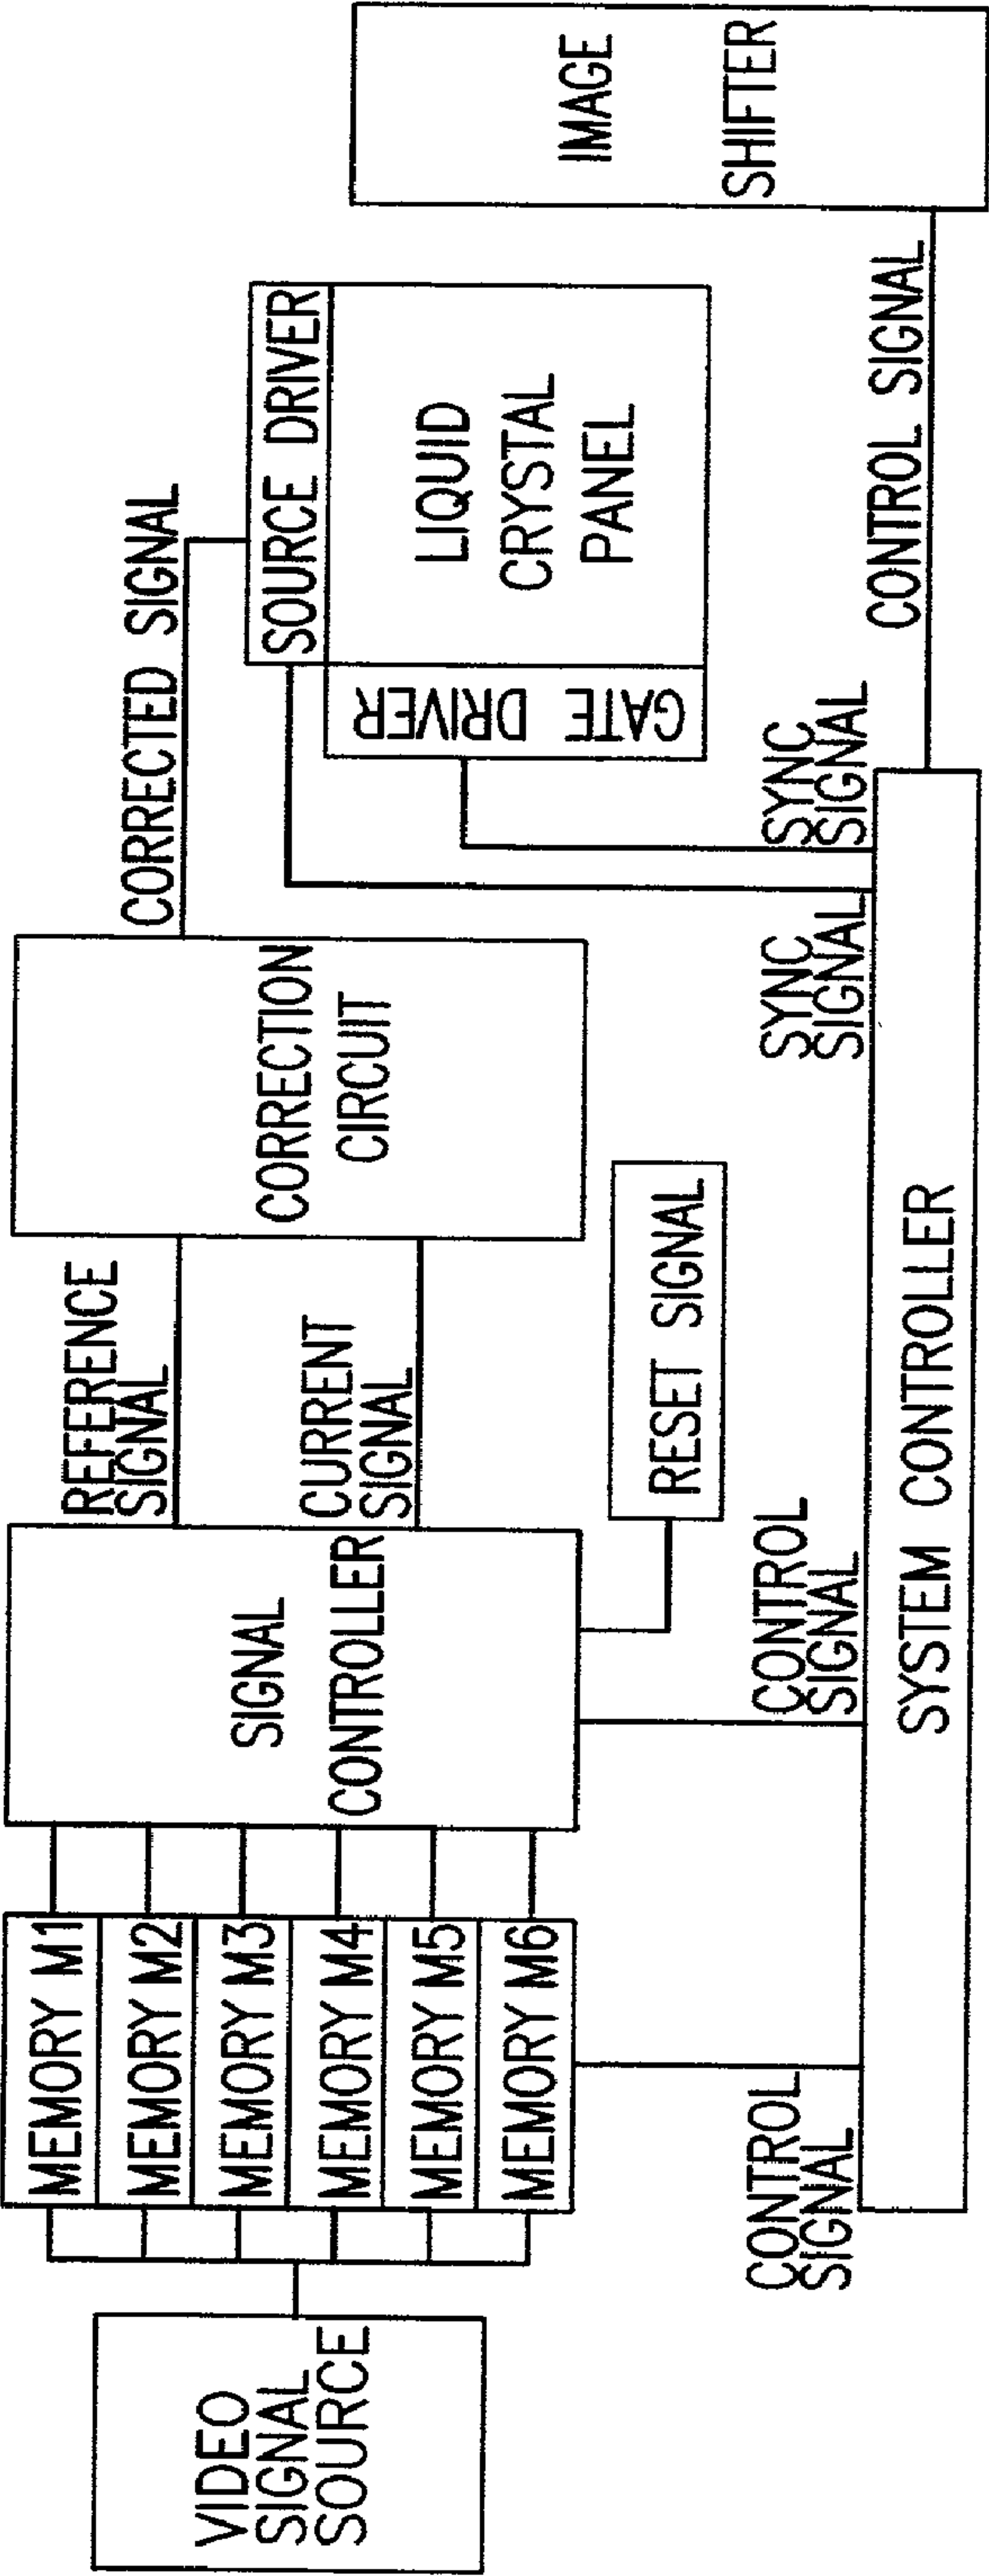 VIDEO
SIGNAL
SOURCE
MEMORY M1
MEMORY M2
MEMORY M3
MEMORY M4
MEMORY M5
MEMORY M6
SIGNAL
CONTROLLER
REFERENCE
SIGNAL
CURRENT
SIGNAL
CORRECTION
CIRCUIT
CORRECTED SIGNAL
SOURCE DRIVER
GATE DRIVER
LIQUID
CRYSTAL
PANEL
IMAGE
SHIFTER
RESET SIGNAL
CONTROL
SIGNAL
CONTROL
SIGNAL
SYNC
SIGNAL
SYNC
SIGNAL
CONTROL SIGNAL
SYSTEM CONTROLLER